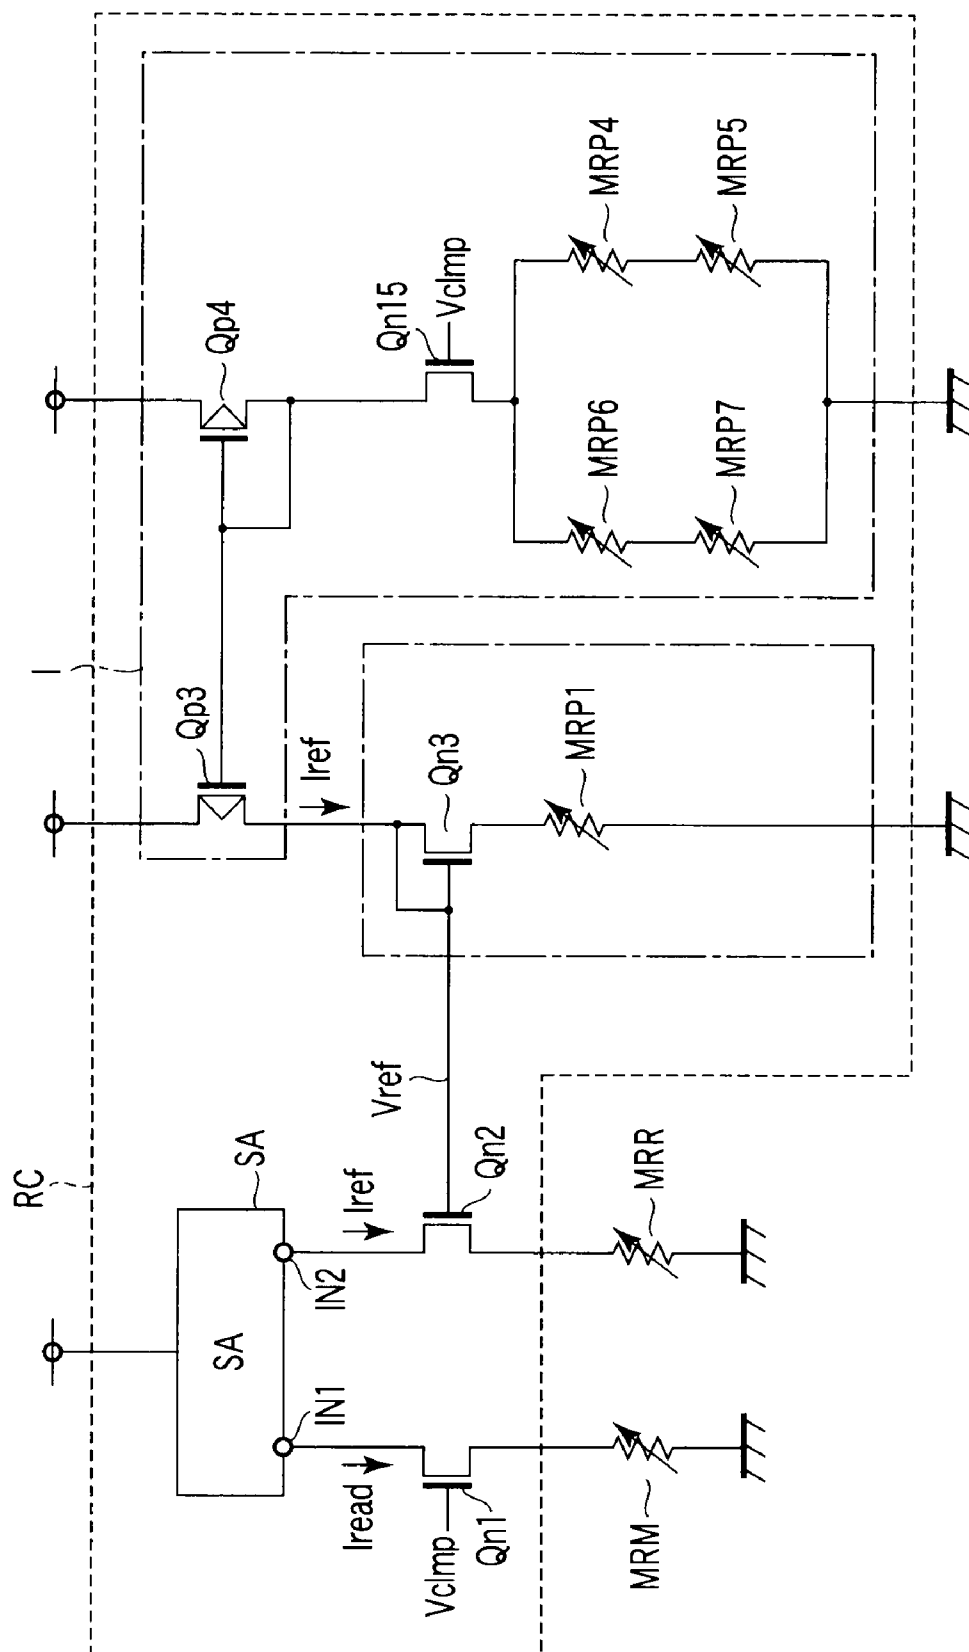 RC
I
SA
SA
IN1
IN2
Iread
Iref
Vclmp
Qn1
Qn2
Vref
MRM
MRR
Qp3
Iref
Qn3
MRP1
Qp4
Qn15
Vclmp
MRP6
MRP4
MRP7
MRP5